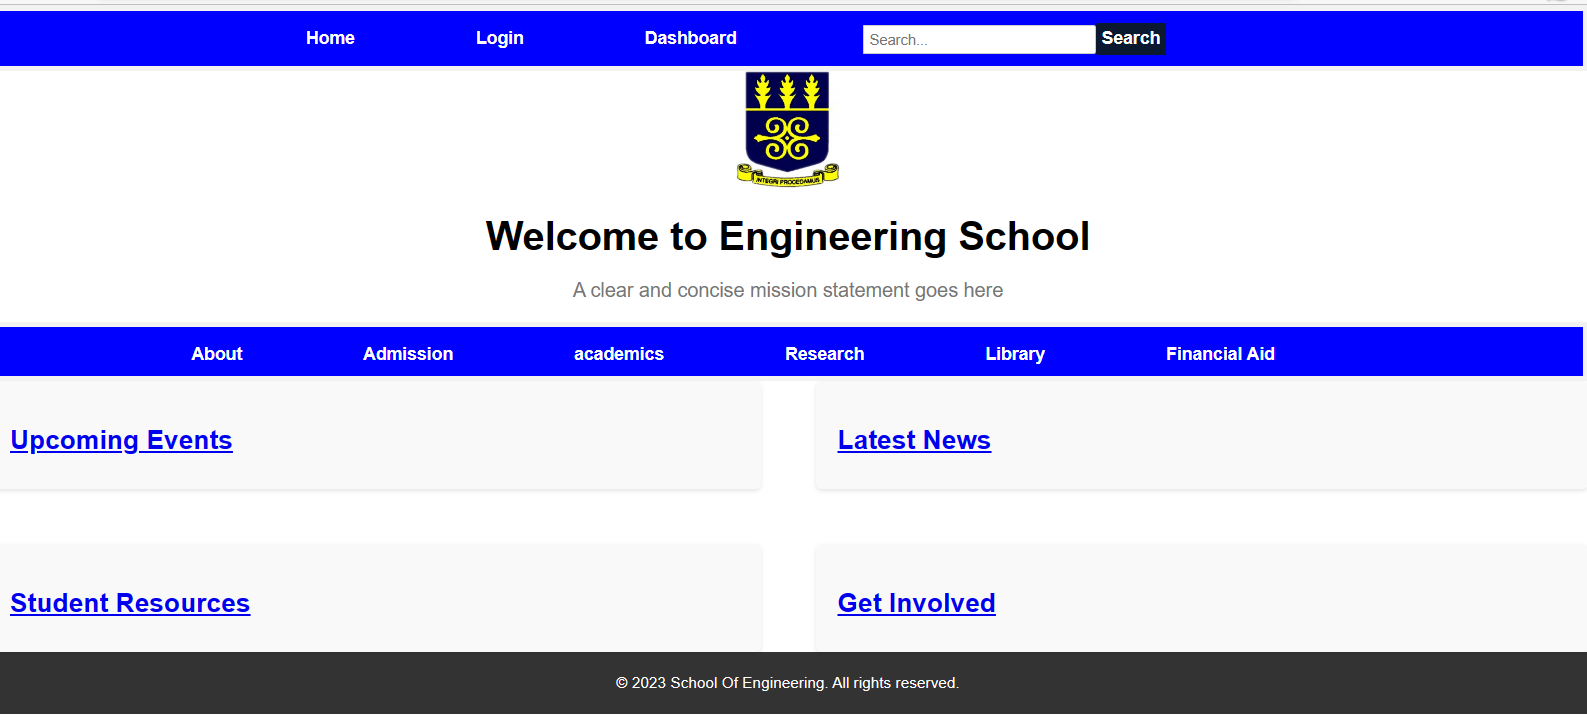 Home Login Dashboard Search... Search
INTEGRI PROCEDAMUS
Welcome to Engineering School
A clear and concise mission statement goes here
About Admission academics Research Library Financial Aid
Upcoming Events Latest News
Student Resources Get Involved
© 2023 School Of Engineering. All rights reserved.